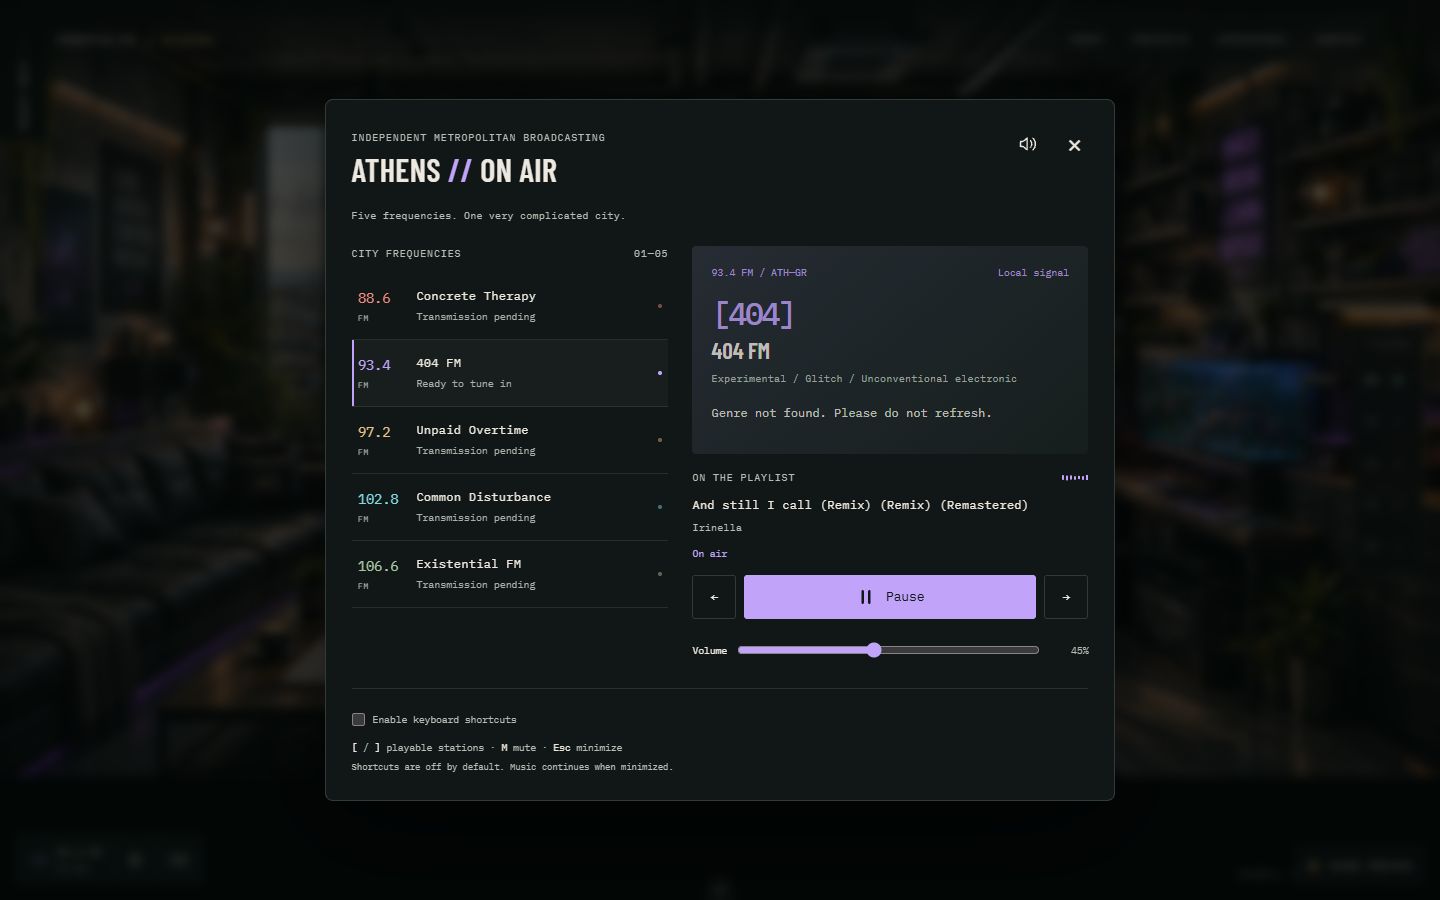 INDEPENDENT METROPOLITAN BROADCASTING
ATHENS // ON AIR
Five frequencies. One very complicated city.
CITY FREQUENCIES 01—05
88.6 FM
Concrete Therapy
Transmission pending
93.4 FM
404 FM
Ready to tune in
97.2 FM
Unpaid Overtime
Transmission pending
102.8 FM
Common Disturbance
Transmission pending
106.6 FM
Existential FM
Transmission pending
93.4 FM / ATH—GR Local signal
[404]
404 FM
Experimental / Glitch / Unconventional electronic
Genre not found. Please do not refresh.
ON THE PLAYLIST
And still I call (Remix) (Remix) (Remastered)
Irinella
On air
← Pause →
Volume 45%
Enable keyboard shortcuts
[ / ] playable stations · M mute · Esc minimize
Shortcuts are off by default. Music continues when minimized.